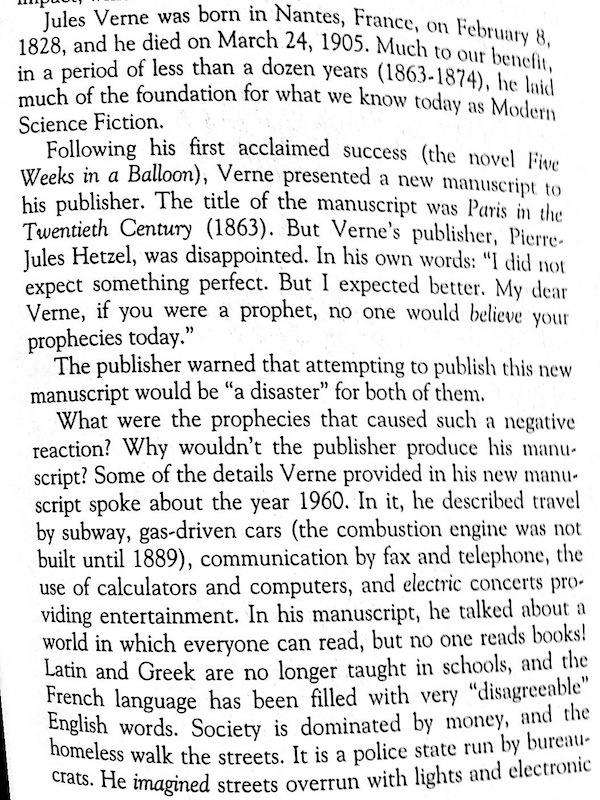 Jules Verne was born in Nantes, France, on February 8,
1828, and he died on March 24, 1905. Much to our benefit,
in a period of less than a dozen years (1863-1874), he laid
much of the foundation for what we know today as Modern
Science Fiction.
Following his first acclaimed success (the novel Five
Weeks in a Balloon), Verne presented a new manuscript to
his publisher. The title of the manuscript was Paris in the
Twentieth Century (1863). But Verne's publisher, Pierre-
Jules Hetzel, was disappointed. In his own words: "I did not
expect something perfect. But I expected better. My dear
Verne, if you were a prophet, no one would believe your
prophecies today."
The publisher warned that attempting to publish this new
manuscript would be "a disaster" for both of them.
What were the prophecies that caused such a negative
reaction? Why wouldn't the publisher produce his manu-
script? Some of the details Verne provided in his new manu-
script spoke about the year 1960. In it, he described travel
by subway, gas-driven cars (the combustion engine was not
built until 1889), communication by fax and telephone, the
use of calculators and computers, and electric concerts pro-
viding entertainment. In his manuscript, he talked about a
world in which everyone can read, but no one reads books!
Latin and Greek are no longer taught in schools, and the
French language has been filled with very "disagreeable"
English words. Society is dominated by money, and the
homeless walk the streets. It is a police state run by bureau-
crats. He imagined streets overrun with lights and electronic